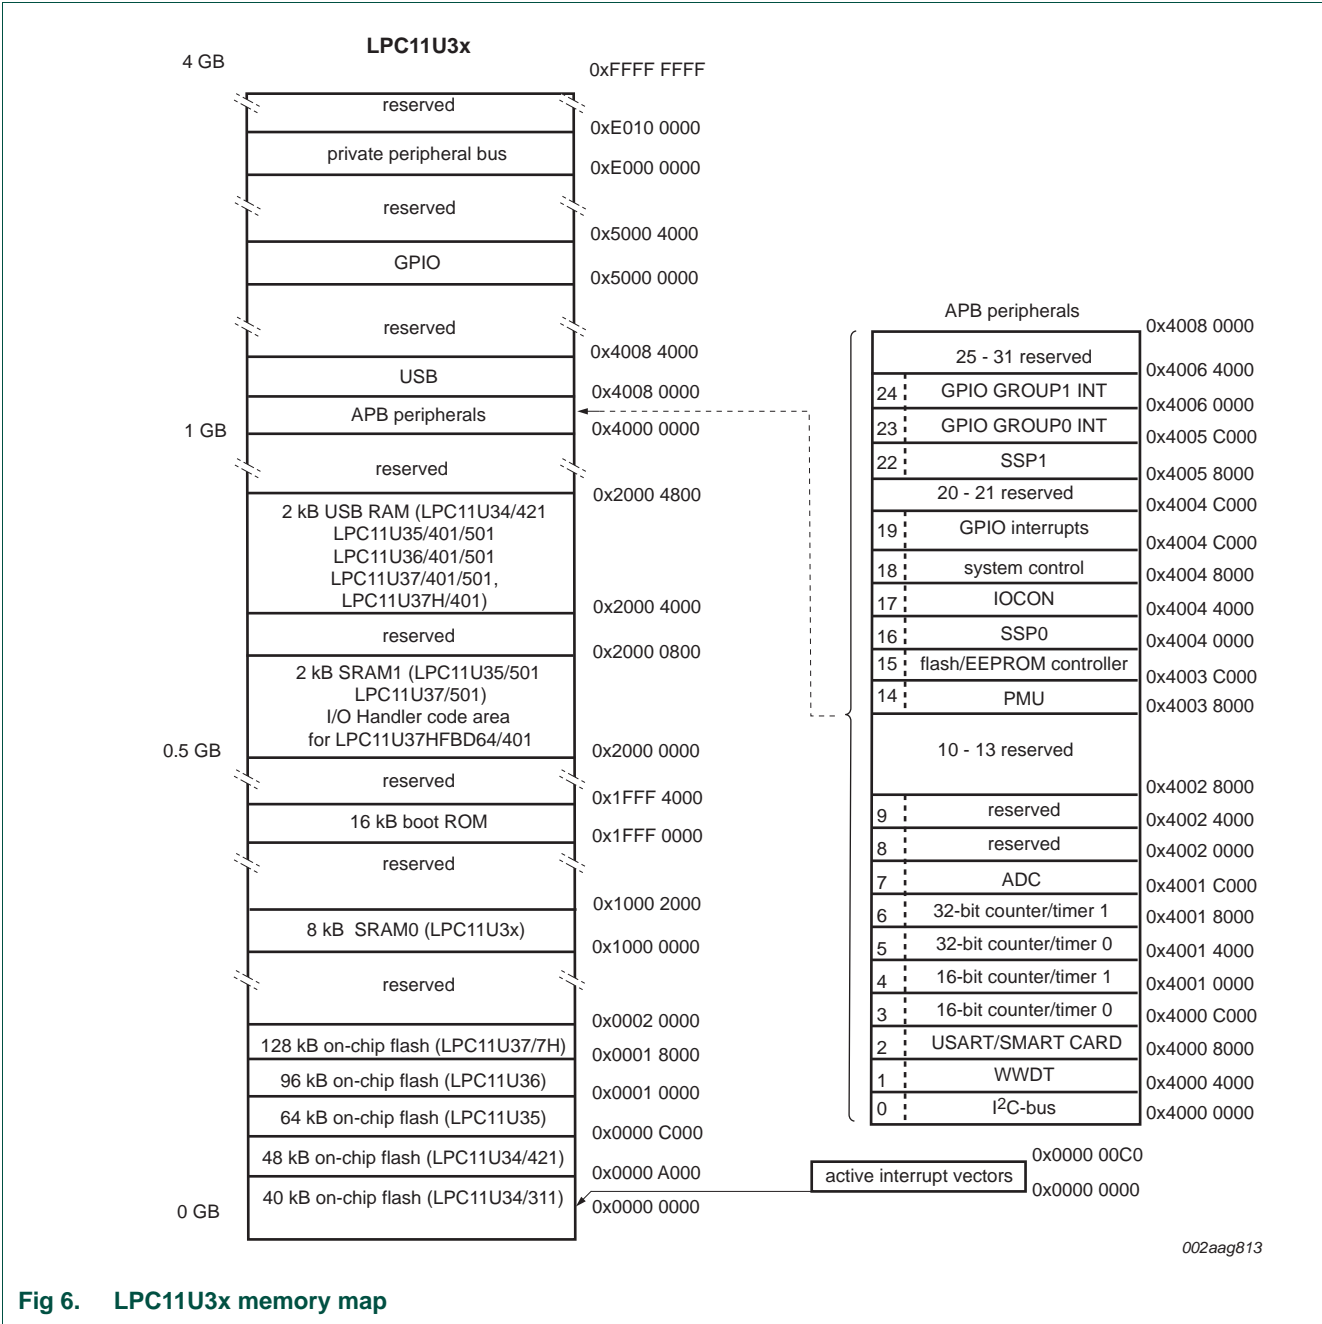 LPC11U3x
4 GB
0xFFFF FFFF
reserved
0xE010 0000
private peripheral bus
0xE000 0000
reserved
0x5000 4000
GPIO
0x5000 0000
reserved
0x4008 4000
USB
0x4008 0000
APB peripherals
1 GB
0x4000 0000
reserved
0x2000 4800
2 kB USB RAM (LPC11U34/421
LPC11U35/401/501
LPC11U36/401/501
LPC11U37/401/501,
LPC11U37H/401)
0x2000 4000
reserved
0x2000 0800
2 kB SRAM1 (LPC11U35/501
LPC11U37/501)
I/O Handler code area
for LPC11U37HFBD64/401
0.5 GB
0x2000 0000
reserved
0x1FFF 4000
16 kB boot ROM
0x1FFF 0000
reserved
0x1000 2000
8 kB SRAM0 (LPC11U3x)
0x1000 0000
reserved
0x0002 0000
128 kB on-chip flash (LPC11U37/7H)
0x0001 8000
96 kB on-chip flash (LPC11U36)
0x0001 0000
64 kB on-chip flash (LPC11U35)
0x0000 C000
48 kB on-chip flash (LPC11U34/421)
0x0000 A000
40 kB on-chip flash (LPC11U34/311)
0x0000 0000
0 GB
APB peripherals
0x4008 0000
25 - 31 reserved
0x4006 4000
24 GPIO GROUP1 INT
0x4006 0000
23 GPIO GROUP0 INT
0x4005 C000
22 SSP1
0x4005 8000
20 - 21 reserved
0x4004 C000
19 GPIO interrupts
0x4004 C000
18 system control
0x4004 8000
17 IOCON
0x4004 4000
16 SSP0
0x4004 0000
15 flash/EEPROM controller
0x4003 C000
14 PMU
0x4003 8000
10 - 13 reserved
0x4002 8000
9 reserved
0x4002 4000
8 reserved
0x4002 0000
7 ADC
0x4001 C000
6 32-bit counter/timer 1
0x4001 8000
5 32-bit counter/timer 0
0x4001 4000
4 16-bit counter/timer 1
0x4001 0000
3 16-bit counter/timer 0
0x4000 C000
2 USART/SMART CARD
0x4000 8000
1 WWDT
0x4000 4000
0 I2C-bus
0x4000 0000
0x0000 00C0
active interrupt vectors
0x0000 0000
002aag813
Fig 6. LPC11U3x memory map